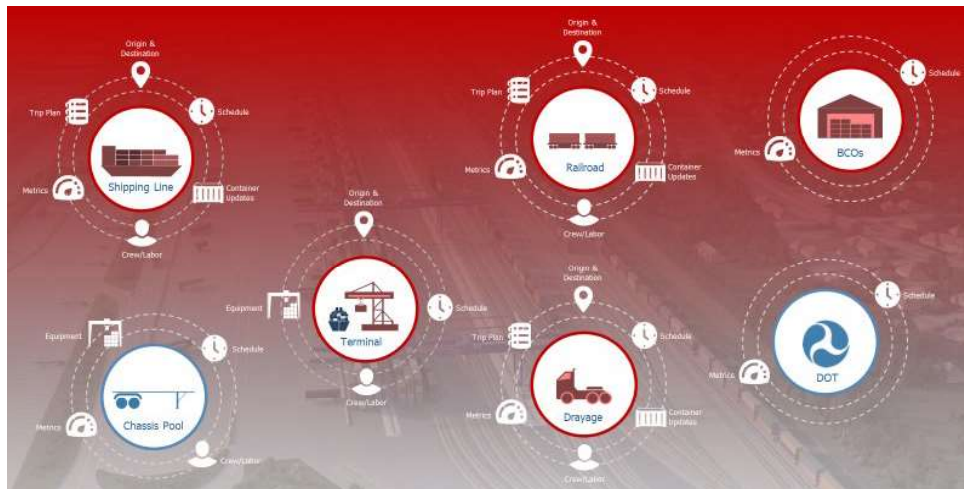 Origin &
Destination
Trip Plan
Schedule
Shipping Line
Metrics
Container
Updates
Crew/Labor
Origin &
Destination
Trip Plan
Schedule
Railroad
Metrics
Container
Updates
Crew/Labor
Schedule
BCOs
Metrics
Origin &
Destination
Equipment
Schedule
Terminal
Crew/Labor
Equipment
Schedule
Chassis Pool
Metrics
Crew/Labor
Origin &
Destination
Trip Plan
Schedule
Drayage
Metrics
Container
Updates
Crew/Labor
Schedule
DOT
Metrics